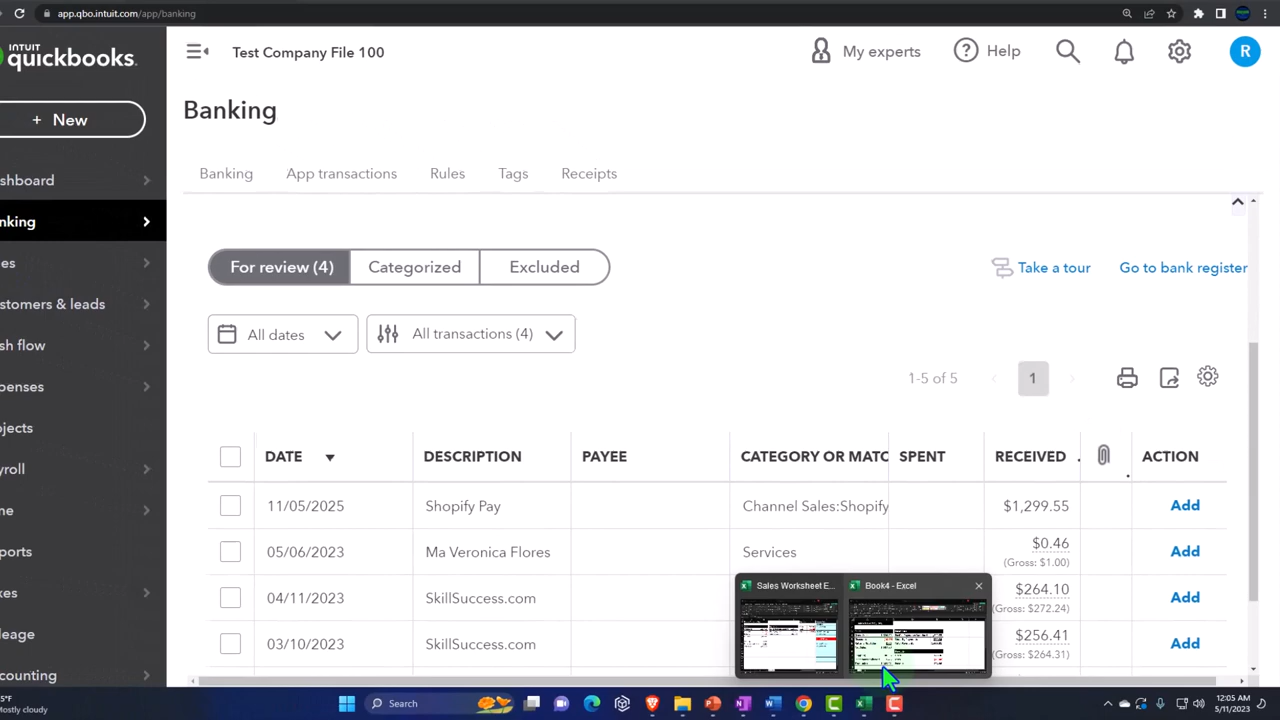 app.qbo.intuit.com/app/banking
INTUIT
quickbooks.
Test Company File 100
My experts
Help
R
+ New
Banking
shboard
Banking App transactions Rules Tags Receipts
nking
es
stomers & leads
sh flow
penses
ojects
yroll
me
ports
xes
leage
counting
For review (4) Categorized Excluded
Take a tour Go to bank register
All dates All transactions (4)
1-5 of 5 1
DATE DESCRIPTION PAYEE CATEGORY OR MATC SPENT RECEIVED ACTION
11/05/2025 Shopify Pay Channel Sales:Shopify $1,299.55 Add
05/06/2023 Ma Veronica Flores Services $0.46 Add
(Gross: $1.00)
04/11/2023 SkillSuccess.com $264.10 Add
(Gross: $272.24)
03/10/2023 SkillSuccess.com $256.41 Add
(Gross: $264.31)
Sales Worksheet E... Book4 - Excel
Mostly cloudy
Search
12:05 AM
5/11/2023